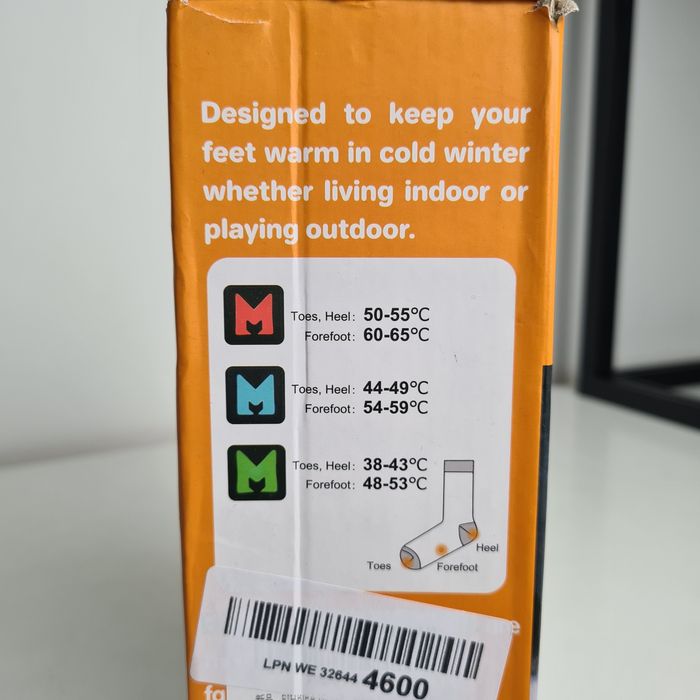 Designed to keep your
feet warm in cold winter
whether living indoor or
playing outdoor.
M Toes, Heel: 50-55°C
Forefoot: 60-65°C
M Toes, Heel: 44-49°C
Forefoot: 54-59°C
M Toes, Heel: 38-43°C
Forefoot: 48-53°C
Heel
Toes Forefoot
LPN WE 32644 4600